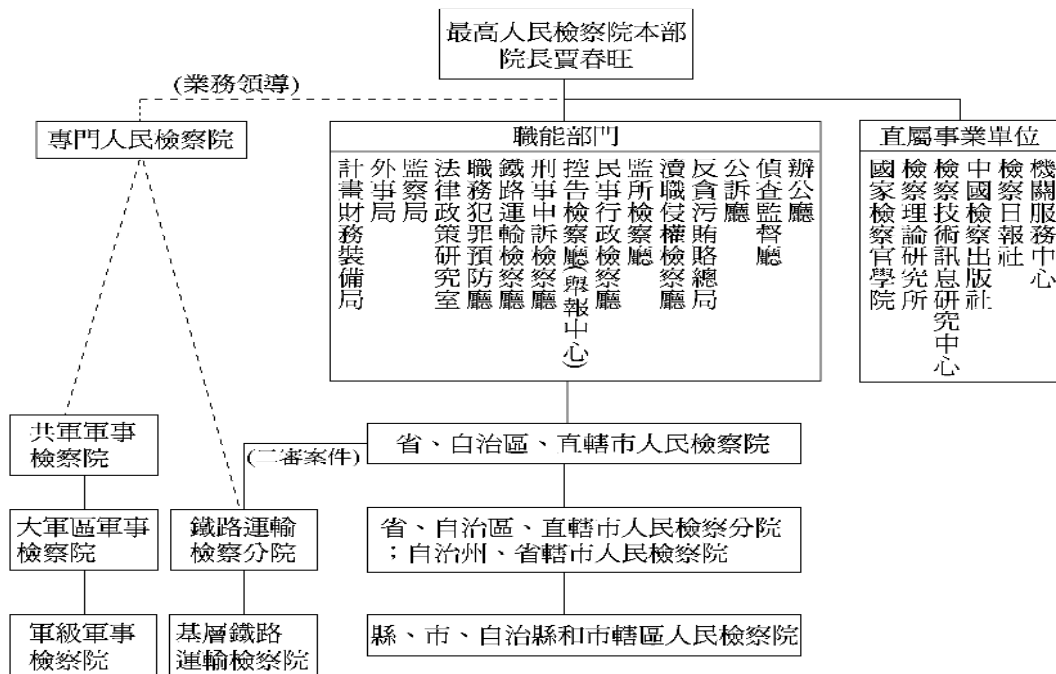 最高人民檢察院本部
院長賈春旺
(業務領導)
專門人民檢察院
職能部門
直屬事業單位
辦公廳
偵查監督廳
公訴廳
反貪污賄賂總局
瀆職侵權檢察廳
監所檢察廳
民事行政檢察廳
控告檢察廳(舉報中心)
刑事申訴檢察廳
鐵路運輸檢察廳
職務犯罪預防廳
法律政策研究室
監察局
外事局
計畫財務裝備局
機關服務中心
檢察日報社
中國檢察出版社
檢察技術訊息研究中心
檢察理論研究所
國家檢察官學院
共軍軍事
檢察院
(二審案件)
省、自治區、直轄市人民檢察院
大軍區軍事
檢察院
鐵路運輸
檢察分院
省、自治區、直轄市人民檢察分院
；自治州、省轄市人民檢察院
軍級軍事
檢察院
基層鐵路
運輸檢察院
縣、市、自治縣和市轄區人民檢察院